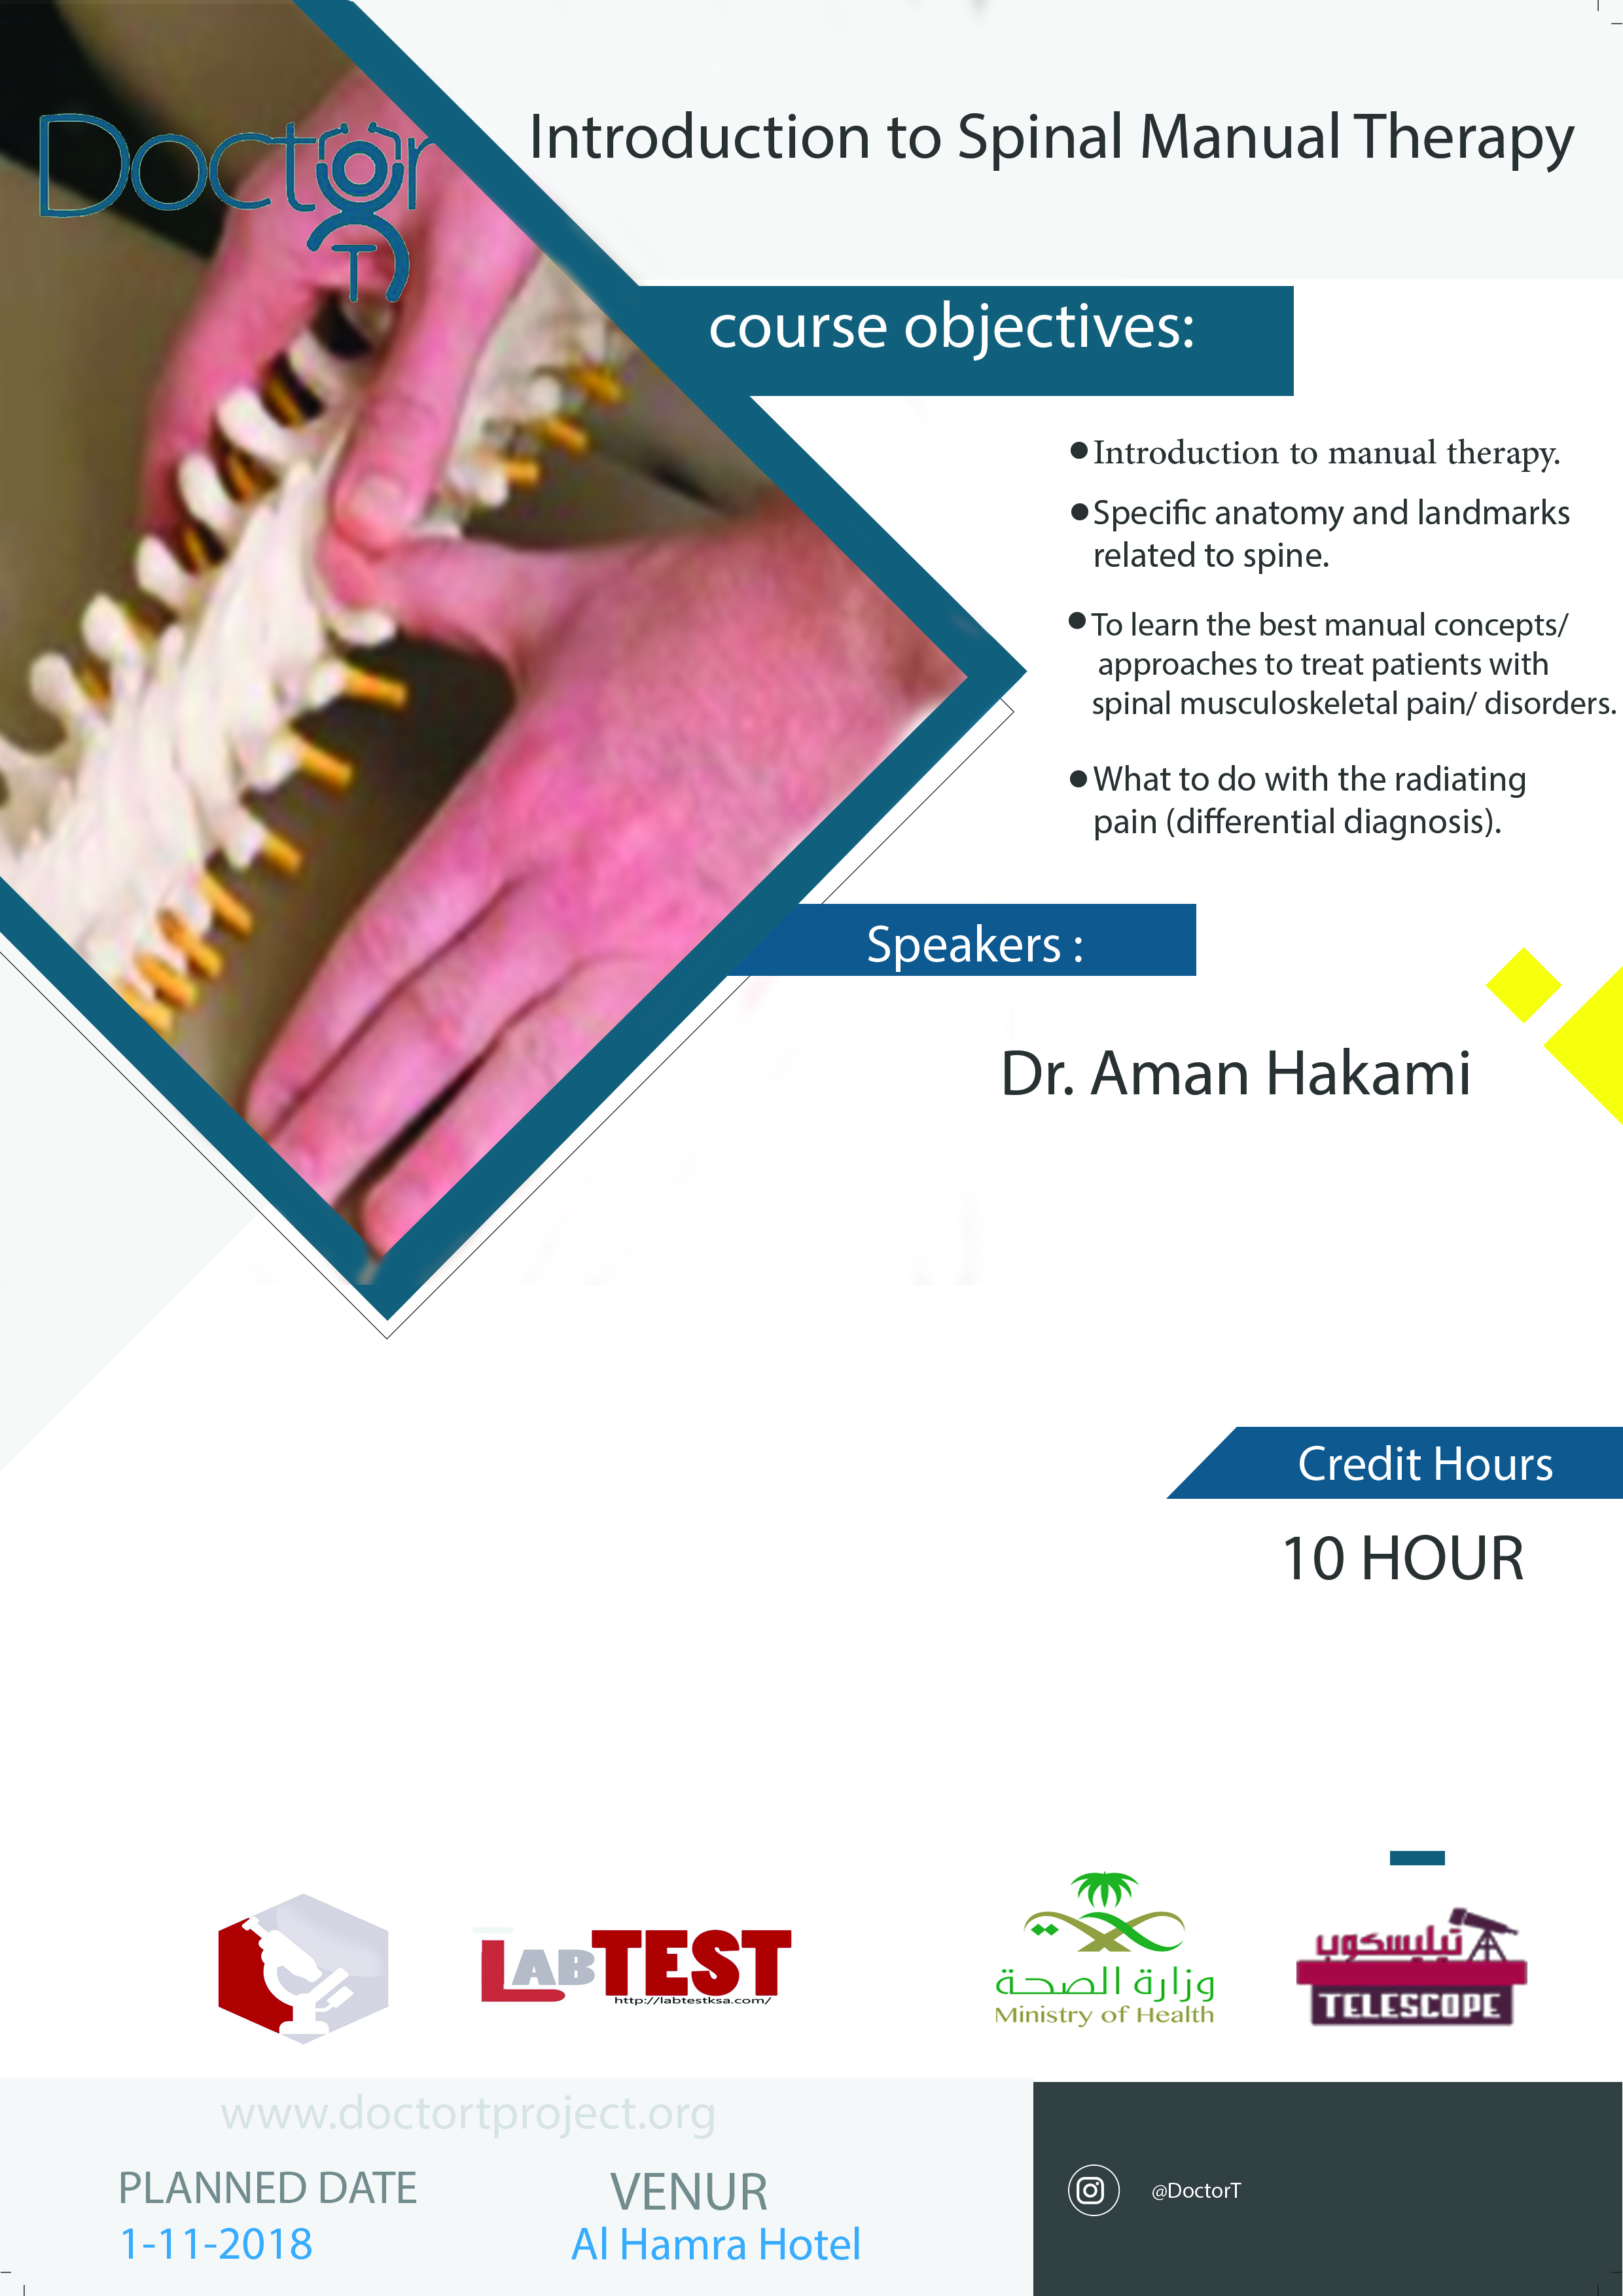 Doctor
T
Introduction to Spinal Manual Therapy
course objectives:
●Introduction to manual therapy.
●Specific anatomy and landmarks
related to spine.
●To learn the best manual concepts/
approaches to treat patients with
spinal musculoskeletal pain/ disorders.
●What to do with the radiating
pain (differential diagnosis).
Speakers :
Dr. Aman Hakami
Credit Hours
10 HOUR
LABTEST
http://labtestksa.com/
وزارة الصحة
Ministry of Health
تيليسكوب
TELESCOPE
www.doctortproject.org
PLANNED DATE
1-11-2018
VENUR
Al Hamra Hotel
@DoctorT